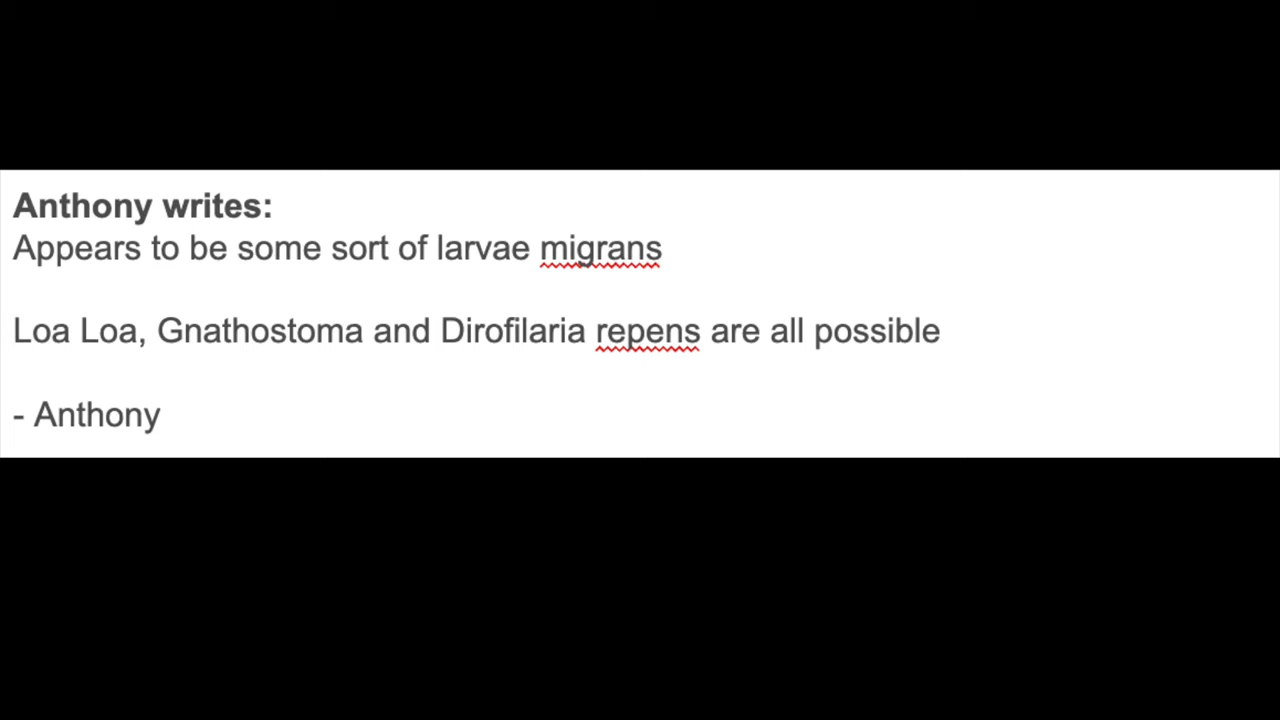 Anthony writes:
Appears to be some sort of larvae migrans
Loa Loa, Gnathostoma and Dirofilaria repens are all possible
- Anthony